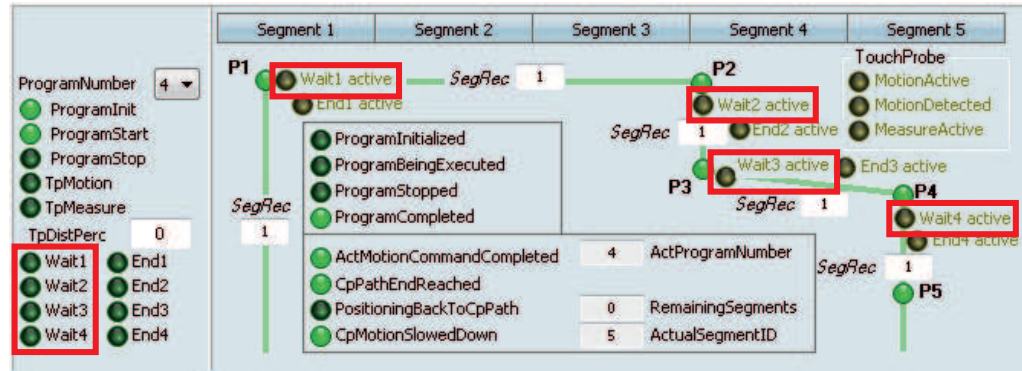 Segment 1 Segment 2 Segment 3 Segment 4 Segment 5
ProgramNumber 4
ProgramInit
ProgramStart
ProgramStop
TpMotion
TpMeasure
TpDistPerc 0
Wait1 End1
Wait2 End2
Wait3 End3
Wait4 End4
P1
Wait1 active
End1 active
SegRec 1
P2
Wait2 active
SegRec 1
End2 active
TouchProbe
MotionActive
MotionDetected
MeasureActive
P3
Wait3 active
End3 active
SegRec 1
P4
Wait4 active
End4 active
SegRec 1
P5
SegRec
1
ProgramInitialized
ProgramBeingExecuted
ProgramStopped
ProgramCompleted
ActMotionCommandCompleted 4 ActProgramNumber
CpPathEndReached
PositioningBackToCpPath 0 RemainingSegments
CpMotionSlowedDown 5 ActualSegmentID